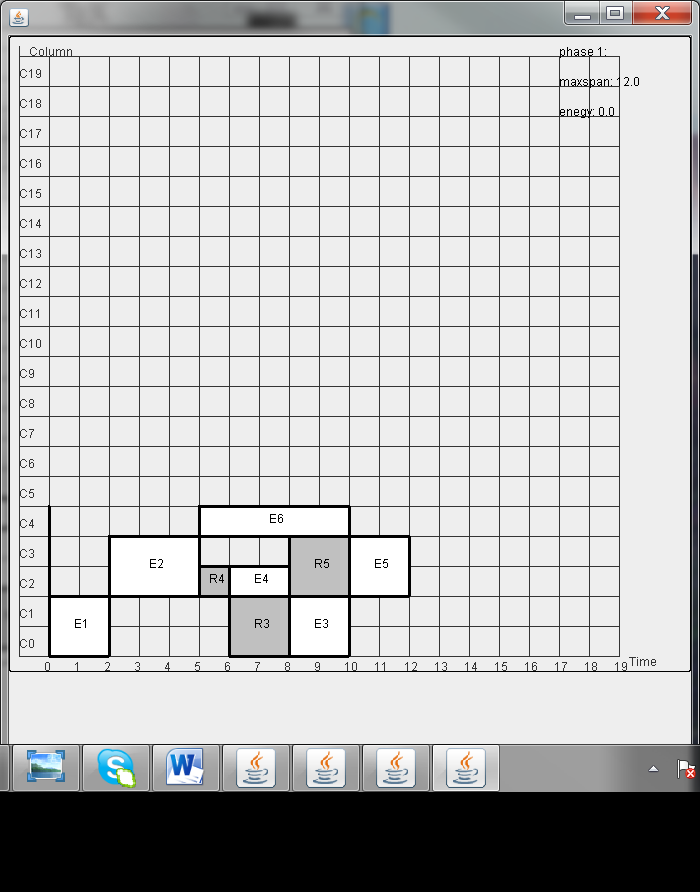 Column
phase 1:
C19
maxspan: 12.0
C18
enegy: 0.0
C17
C16
C15
C14
C13
C12
C11
C10
C9
C8
C7
C6
C5
C4 E6
C3 E2 R5 E5
C2 R4 E4
C1 E1 R3 E3
C0
0 1 2 3 4 5 6 7 8 9 10 11 12 13 14 15 16 17 18 19 Time
S W